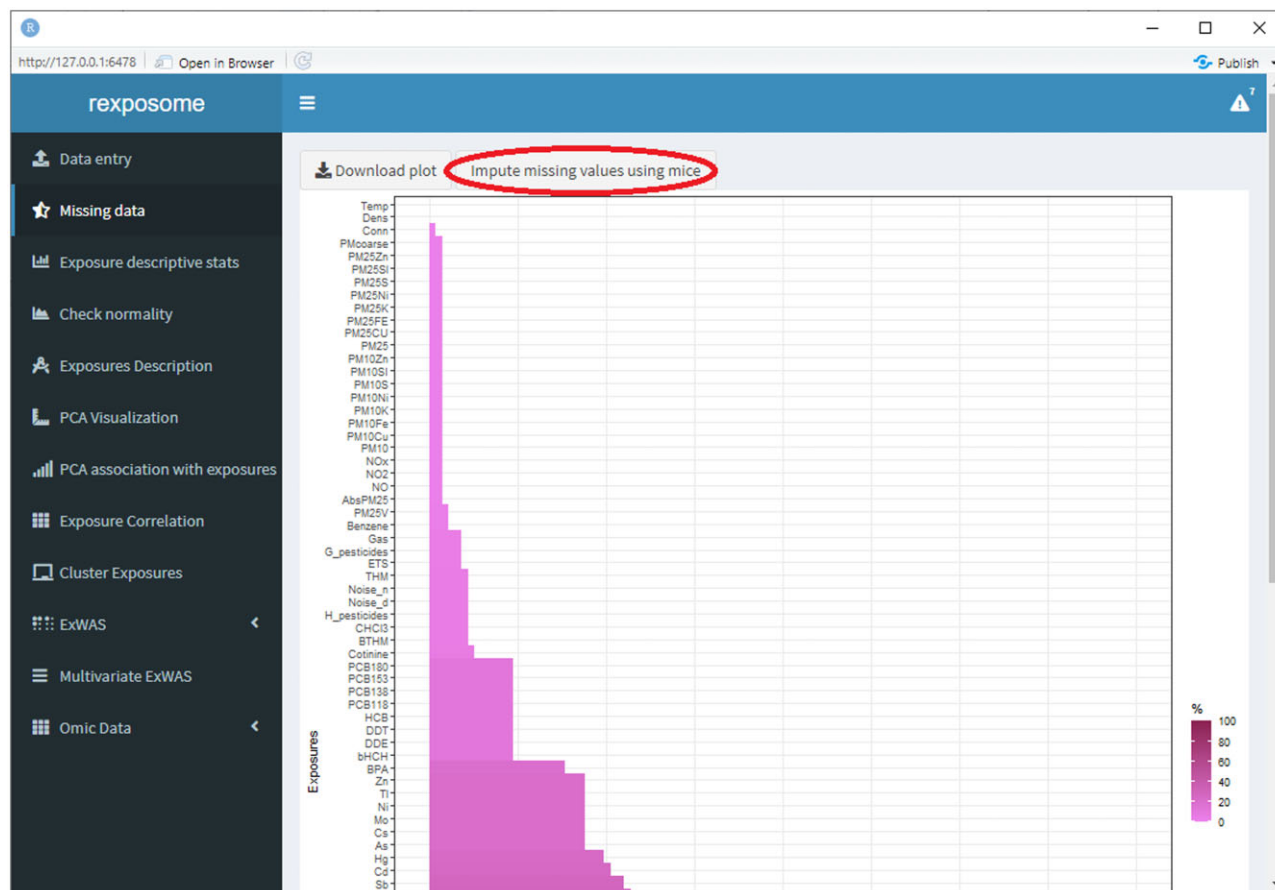 R
http://127.0.0.1:6478 Open in Browser Publish
rexposome
7
Data entry
Missing data
Exposure descriptive stats
Check normality
Exposures Description
PCA Visualization
PCA association with exposures
Exposure Correlation
Cluster Exposures
ExWAS
Multivariate ExWAS
Omic Data
Download plot Impute missing values using mice
Temp
Dens
Conn
PMcoarse
PM25Zn
PM25SI
PM25S
PM25Ni
PM25K
PM25FE
PM25CU
PM25
PM10Zn
PM10SI
PM10S
PM10Ni
PM10K
PM10Fe
PM10Cu
PM10
NOx
NO2
NO
AbsPM25
PM25V
Benzene
Gas
G_pesticides
ETS
THM
Noise_n
Noise_d
H_pesticides
CHCl3
BTHM
Cotinine
PCB180
PCB153
PCB138
PCB118
HCB
DDT
DDE
bHCH
BPA
Zn
Tl
Ni
Mo
Cs
As
Hg
Cd
Sb
Exposures
%
100
80
60
40
20
0